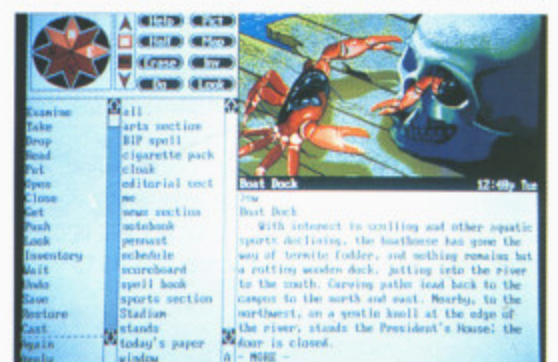 Help Pict
Half Map
Erase Inv
Do Look
Examine
Take
Drop
Read
Put
Open
Close
Get
Push
Look
Inventory
Wait
Undo
Save
Restore
Cast
Again
all
arts section
BIP spell
cigarette pack
cloak
editorial sect
me
news section
notebook
pennant
schedule
scoreboard
spell book
sports section
Stadium
stands
today's paper
window
Boat Dock
Boat Dock
With interest in sculling and other aquatic
sports declining, the boathouse has gone the
way of termite fodder, and nothing remains but
a rotting wooden dock, jutting into the river
to the south. Curving paths lead back to the
campus to the north and east. Nearby, to the
northwest, on a gentle knoll at the edge of
the river, stands the President's House; the
door is closed.
- MORE -